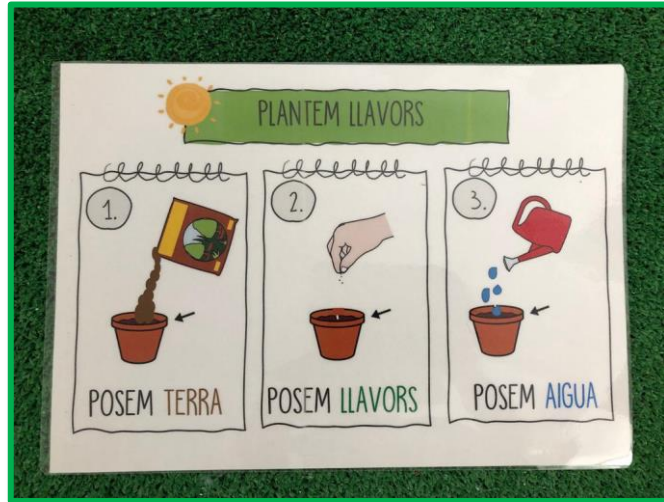 PLANTEM LLAVORS
1.
POSEM TERRA
2.
POSEM LLAVORS
3.
POSEM AIGUA